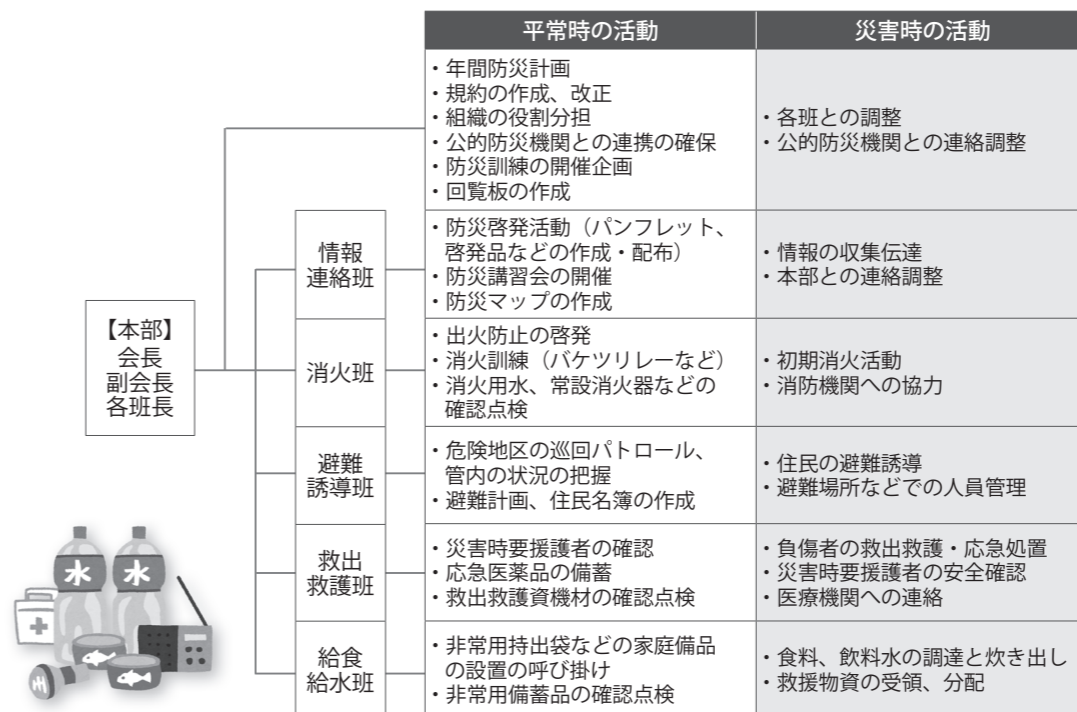 平常時の活動
災害時の活動
【本部】
会長
副会長
各班長
・年間防災計画
・規約の作成、改正
・組織の役割分担
・公的防災機関との連携の確保
・防災訓練の開催企画
・回覧板の作成
・各班との調整
・公的防災機関との連絡調整
情報
連絡班
・防災啓発活動（パンフレット、
啓発品などの作成・配布）
・防災講習会の開催
・防災マップの作成
・情報の収集伝達
・本部との連絡調整
消火班
・出火防止の啓発
・消火訓練（バケツリレーなど）
・消火用水、常設消火器などの
確認点検
・初期消火活動
・消防機関への協力
避難
誘導班
・危険地区の巡回パトロール、
管内の状況の把握
・避難計画、住民名簿の作成
・住民の避難誘導
・避難場所などでの人員管理
救出
救護班
・災害時要援護者の確認
・応急医薬品の備蓄
・救出救護資機材の確認点検
・負傷者の救出救護・応急処置
・災害時要援護者の安全確認
・医療機関への連絡
給食
給水班
・非常用持出袋などの家庭備品
の設置の呼び掛け
・非常用備蓄品の確認点検
・食料、飲料水の調達と炊き出し
・救援物資の受領、分配
水
水